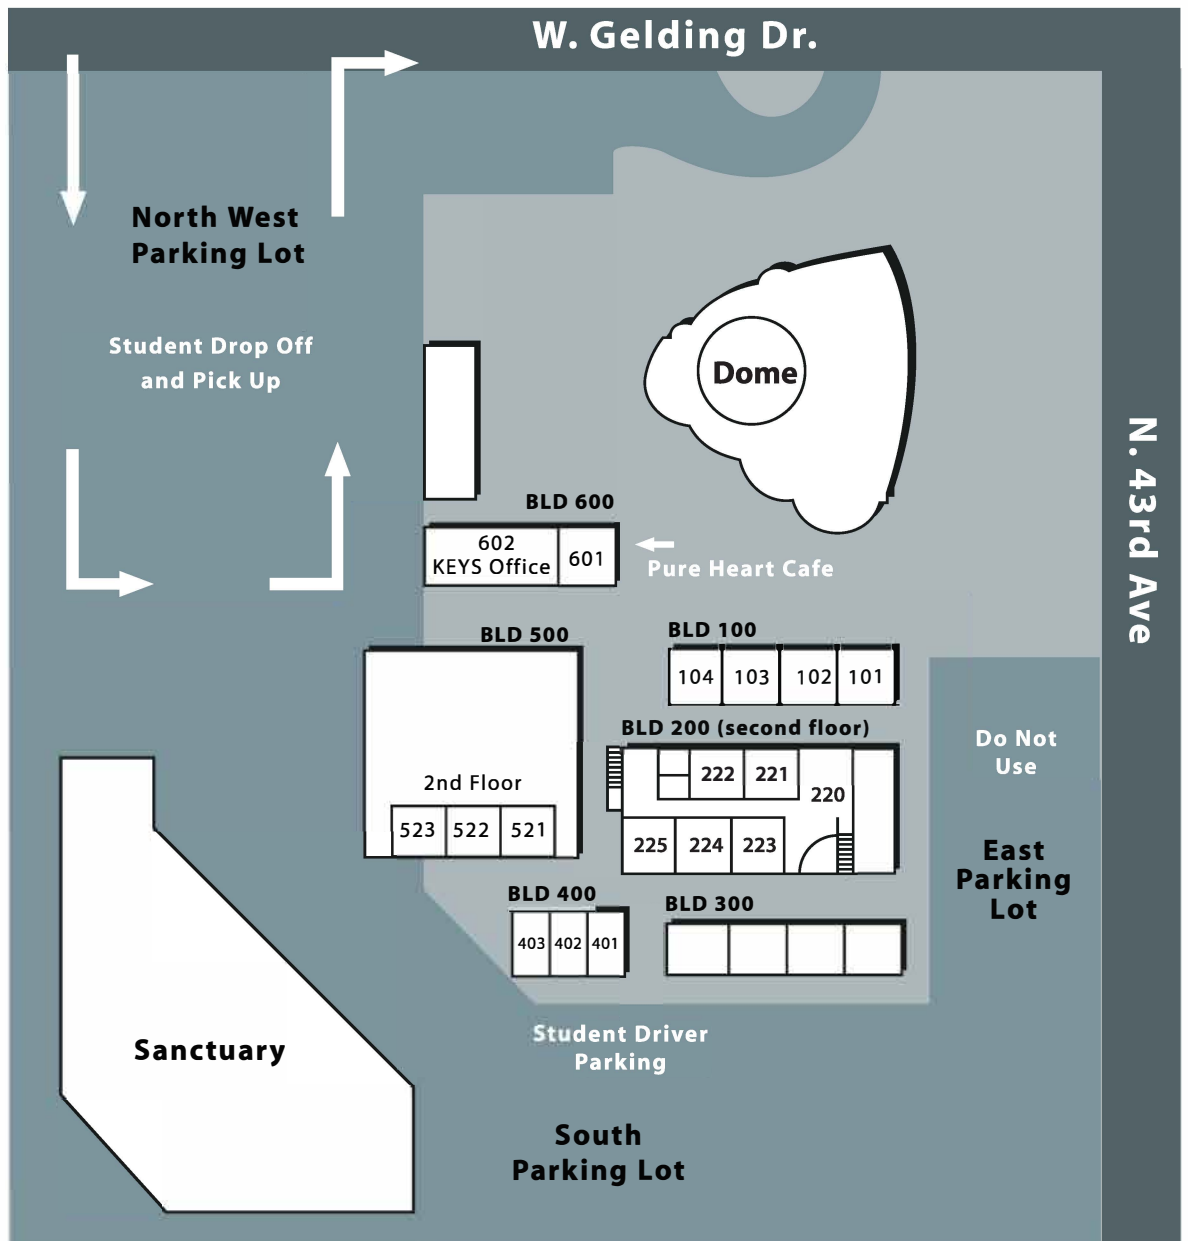 W. Gelding Dr.
North West
Parking Lot
Student Drop Off
and Pick Up
Dome
N. 43rd Ave
BLD 600
602
KEYS Office
601
Pure Heart Cafe
BLD 500
2nd Floor
523
522
521
BLD 100
104
103
102
101
BLD 200 (second floor)
222
221
220
225
224
223
Do Not
Use
East
Parking
Lot
BLD 400
403
402
401
BLD 300
Sanctuary
Student Driver
Parking
South
Parking Lot